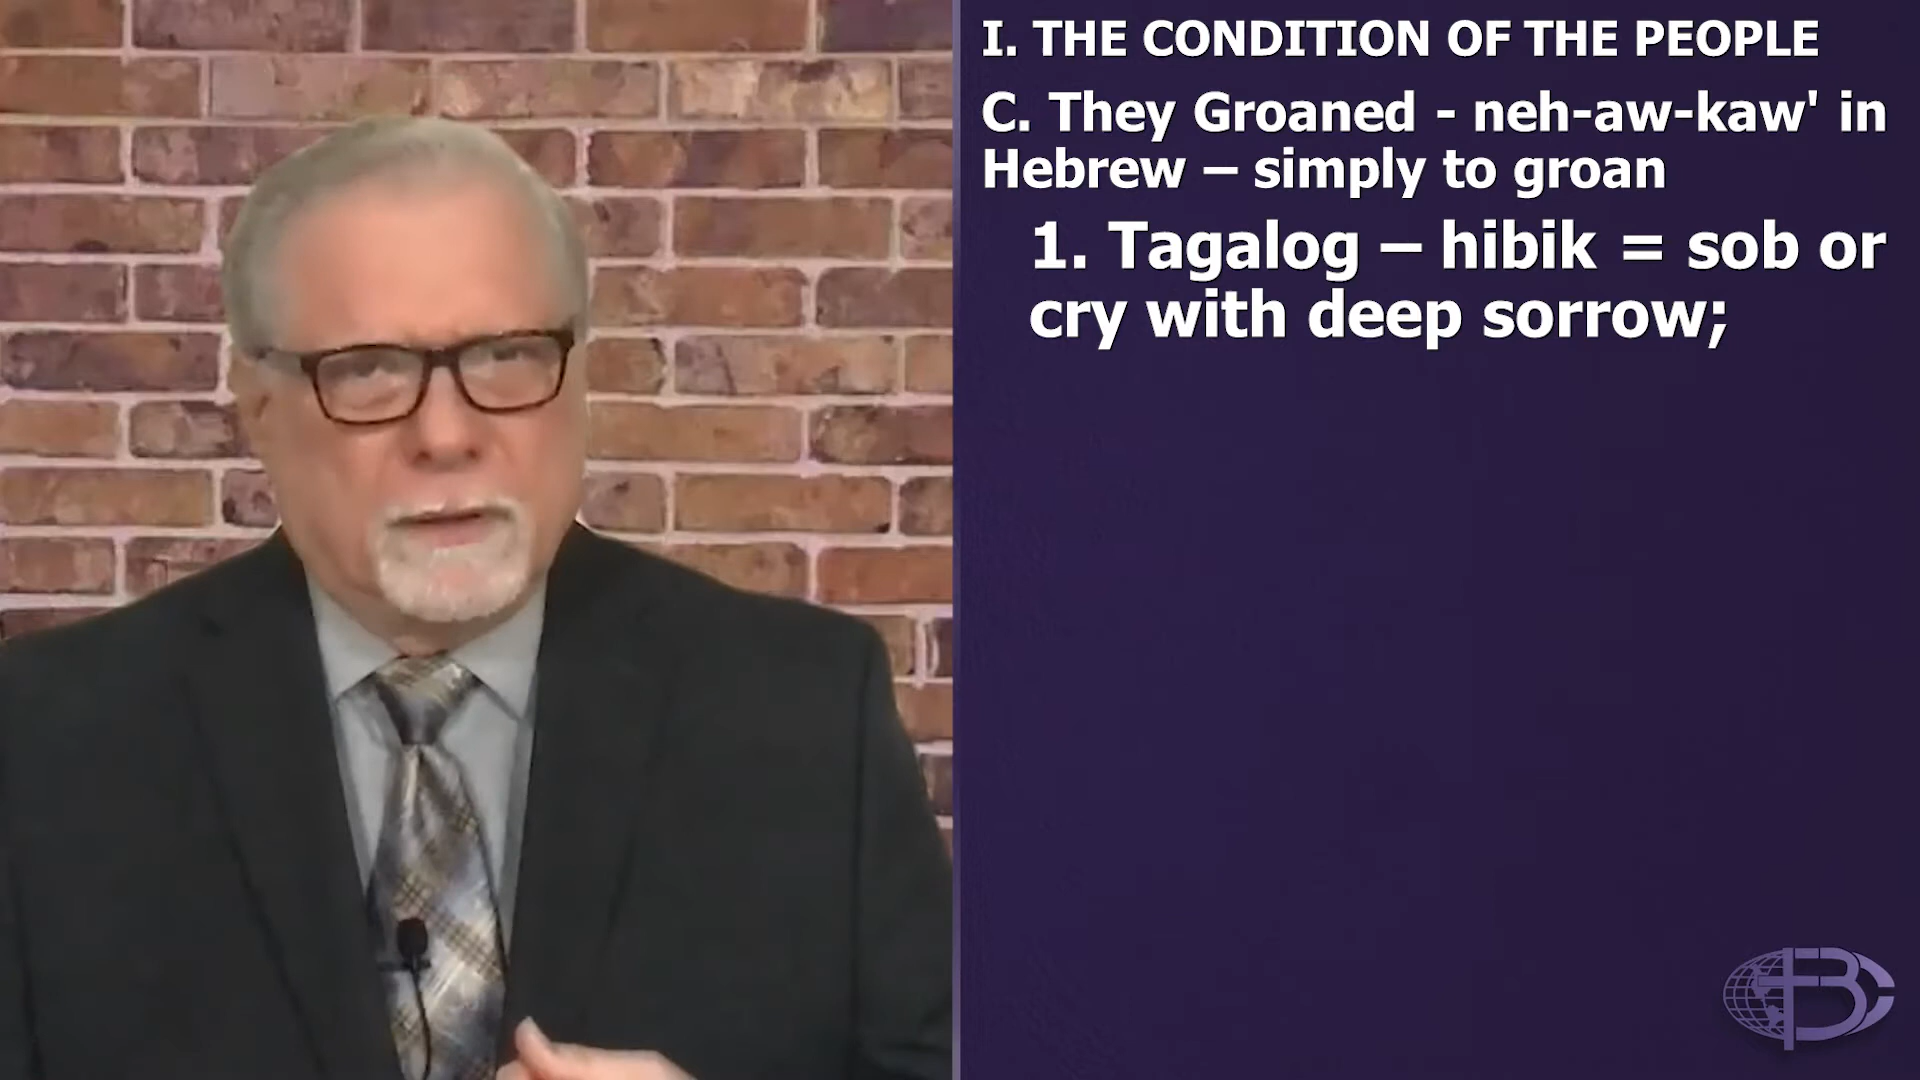 I. THE CONDITION OF THE PEOPLE
C. They Groaned - neh-aw-kaw' in
Hebrew – simply to groan
1. Tagalog – hibik = sob or
cry with deep sorrow;
BC